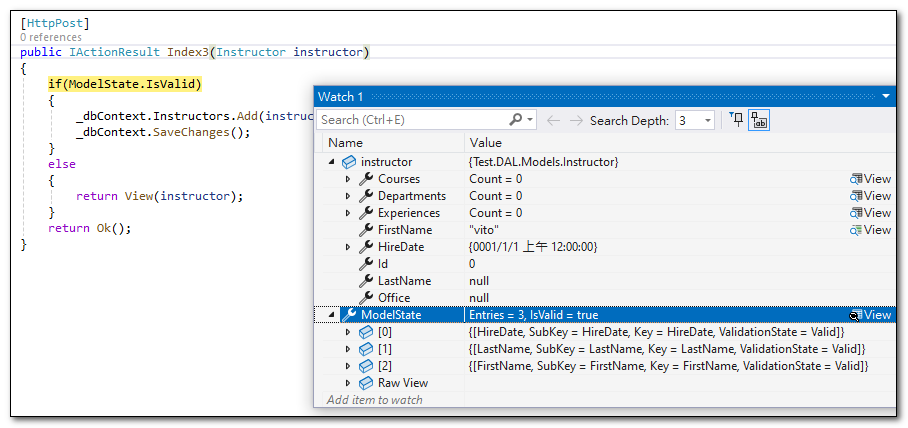 [HttpPost]
0 references
public IActionResult Index3(Instructor instructor)
{
if(ModelState.IsValid)
{
_dbContext.Instructors.Add(instruc
_dbContext.SaveChanges();
}
else
{
return View(instructor);
}
return Ok();
}
Watch 1
Search (Ctrl+E) Search Depth: 3
Name Value
instructor {Test.DAL.Models.Instructor}
Courses Count = 0 View
Departments Count = 0 View
Experiences Count = 0 View
FirstName "vito" View
HireDate {0001/1/1 上午 12:00:00}
Id 0
LastName null
Office null
ModelState Entries = 3, IsValid = true View
[0] {[HireDate, SubKey = HireDate, Key = HireDate, ValidationState = Valid]}
[1] {[LastName, SubKey = LastName, Key = LastName, ValidationState = Valid]}
[2] {[FirstName, SubKey = FirstName, Key = FirstName, ValidationState = Valid]}
Raw View
Add item to watch